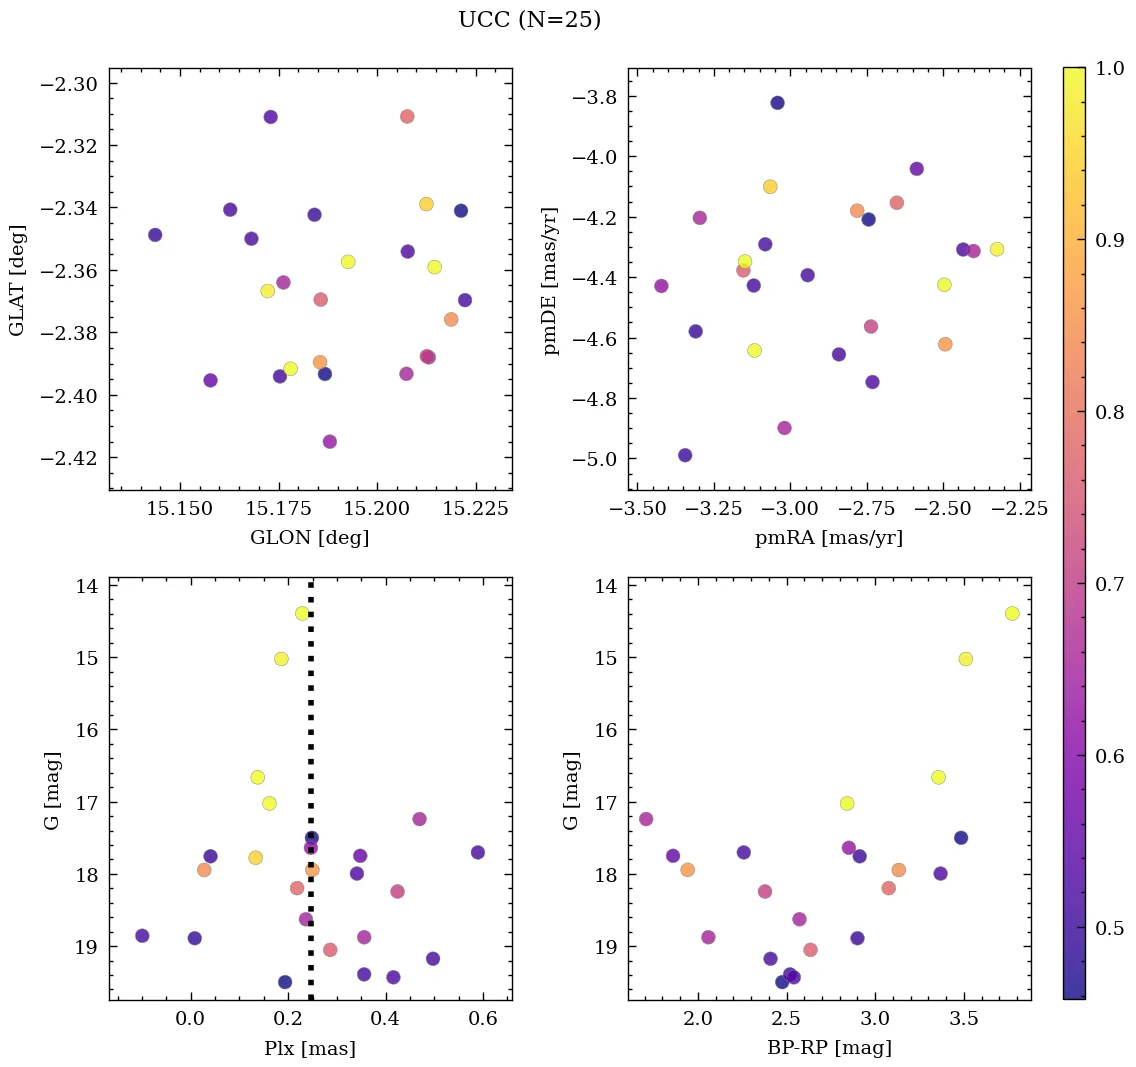 UCC (N=25)
−2.30
−2.32
−2.34
−2.36
−2.38
−2.40
−2.42
GLAT [deg]
15.150 15.175 15.200 15.225
GLON [deg]
−3.8
−4.0
−4.2
−4.4
−4.6
−4.8
−5.0
pmDE [mas/yr]
−3.50 −3.25 −3.00 −2.75 −2.50 −2.25
pmRA [mas/yr]
14
15
16
17
18
19
G [mag]
0.0 0.2 0.4 0.6
Plx [mas]
14
15
16
17
18
19
G [mag]
2.0 2.5 3.0 3.5
BP-RP [mag]
1.0
0.9
0.8
0.7
0.6
0.5